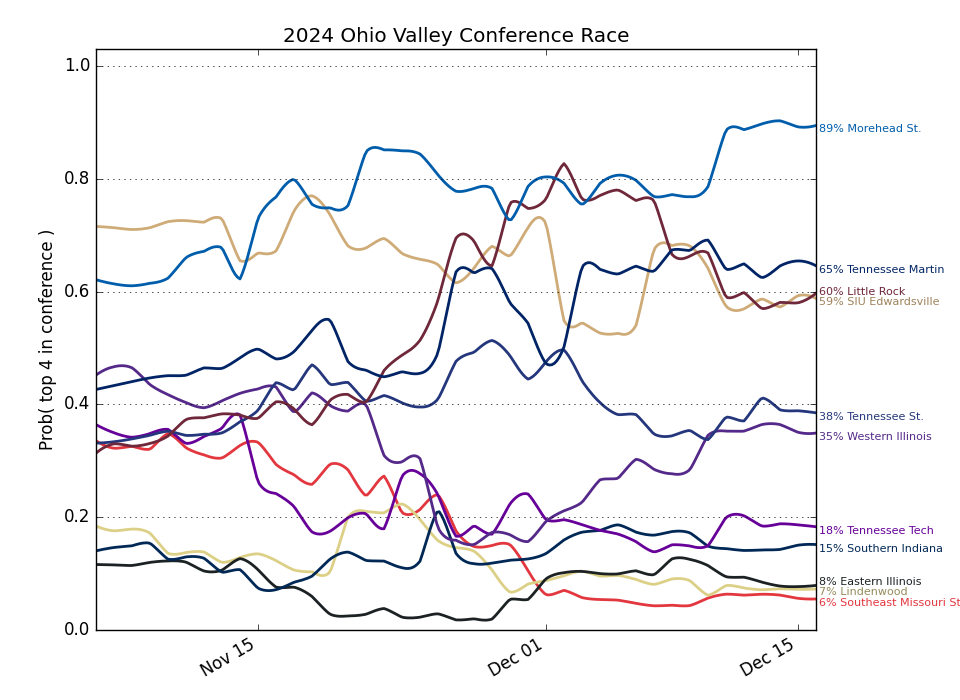 2024 Ohio Valley Conference Race
Prob( top 4 in conference )
1.0
0.8
0.6
0.4
0.2
0.0
Nov 15
Dec 01
Dec 15
89% Morehead St.
65% Tennessee Martin
60% Little Rock
59% SIU Edwardsville
38% Tennessee St.
35% Western Illinois
18% Tennessee Tech
15% Southern Indiana
8% Eastern Illinois
7% Lindenwood
6% Southeast Missouri St